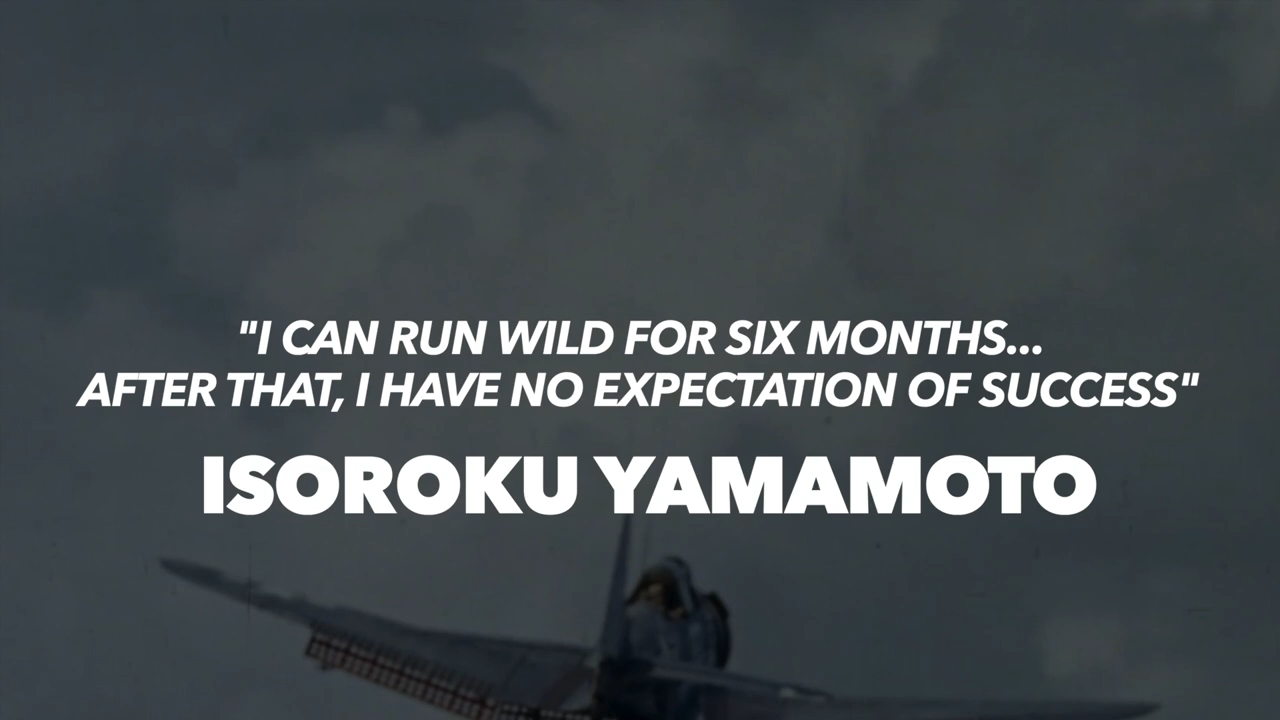 "I CAN RUN WILD FOR SIX MONTHS...
AFTER THAT, I HAVE NO EXPECTATION OF SUCCESS"
ISOROKU YAMAMOTO